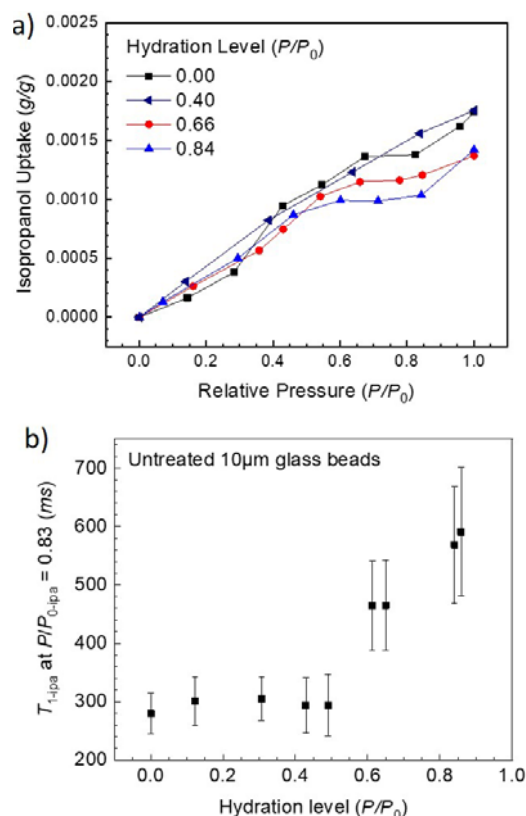 a)
0.0025
0.0020
0.0015
0.0010
0.0005
0.0000
Isopropanol Uptake (g/g)
Hydration Level (P/P0)
0.00
0.40
0.66
0.84
0.0 0.2 0.4 0.6 0.8 1.0
Relative Pressure (P/P0)
b)
Untreated 10μm glass beads
700
600
500
400
300
200
T1-ipa at P/P0-ipa = 0.83 (ms)
0.0 0.2 0.4 0.6 0.8 1.0
Hydration level (P/P0)